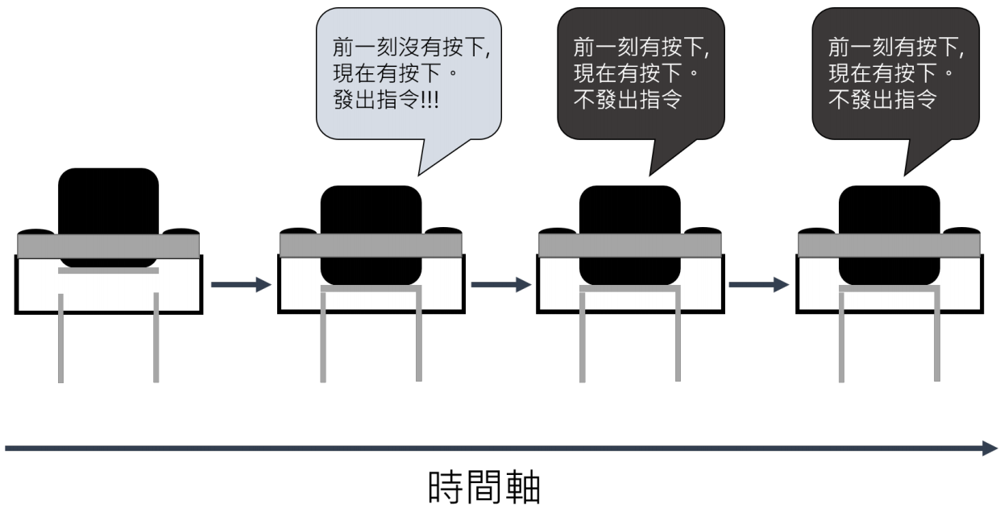 前一刻沒有按下,
現在有按下。
發出指令!!!
前一刻有按下,
現在有按下。
不發出指令
前一刻有按下,
現在有按下。
不發出指令
時間軸